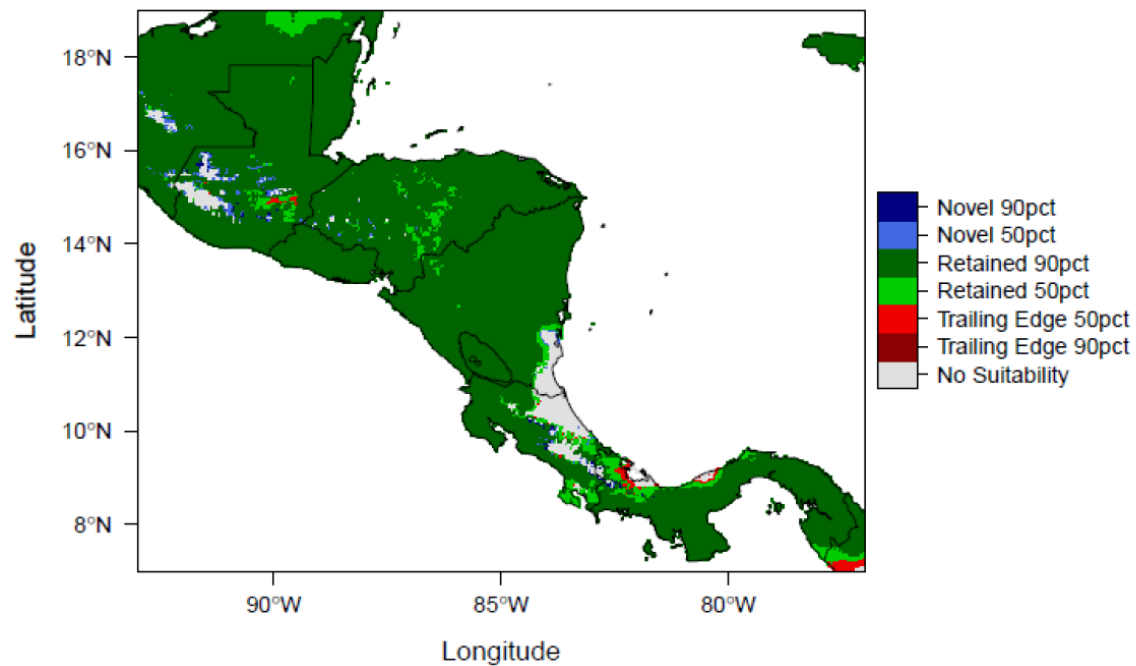 18°N
16°N
14°N
12°N
10°N
8°N
Latitude
90°W
85°W
80°W
Longitude
Novel 90pct
Novel 50pct
Retained 90pct
Retained 50pct
Trailing Edge 50pct
Trailing Edge 90pct
No Suitability